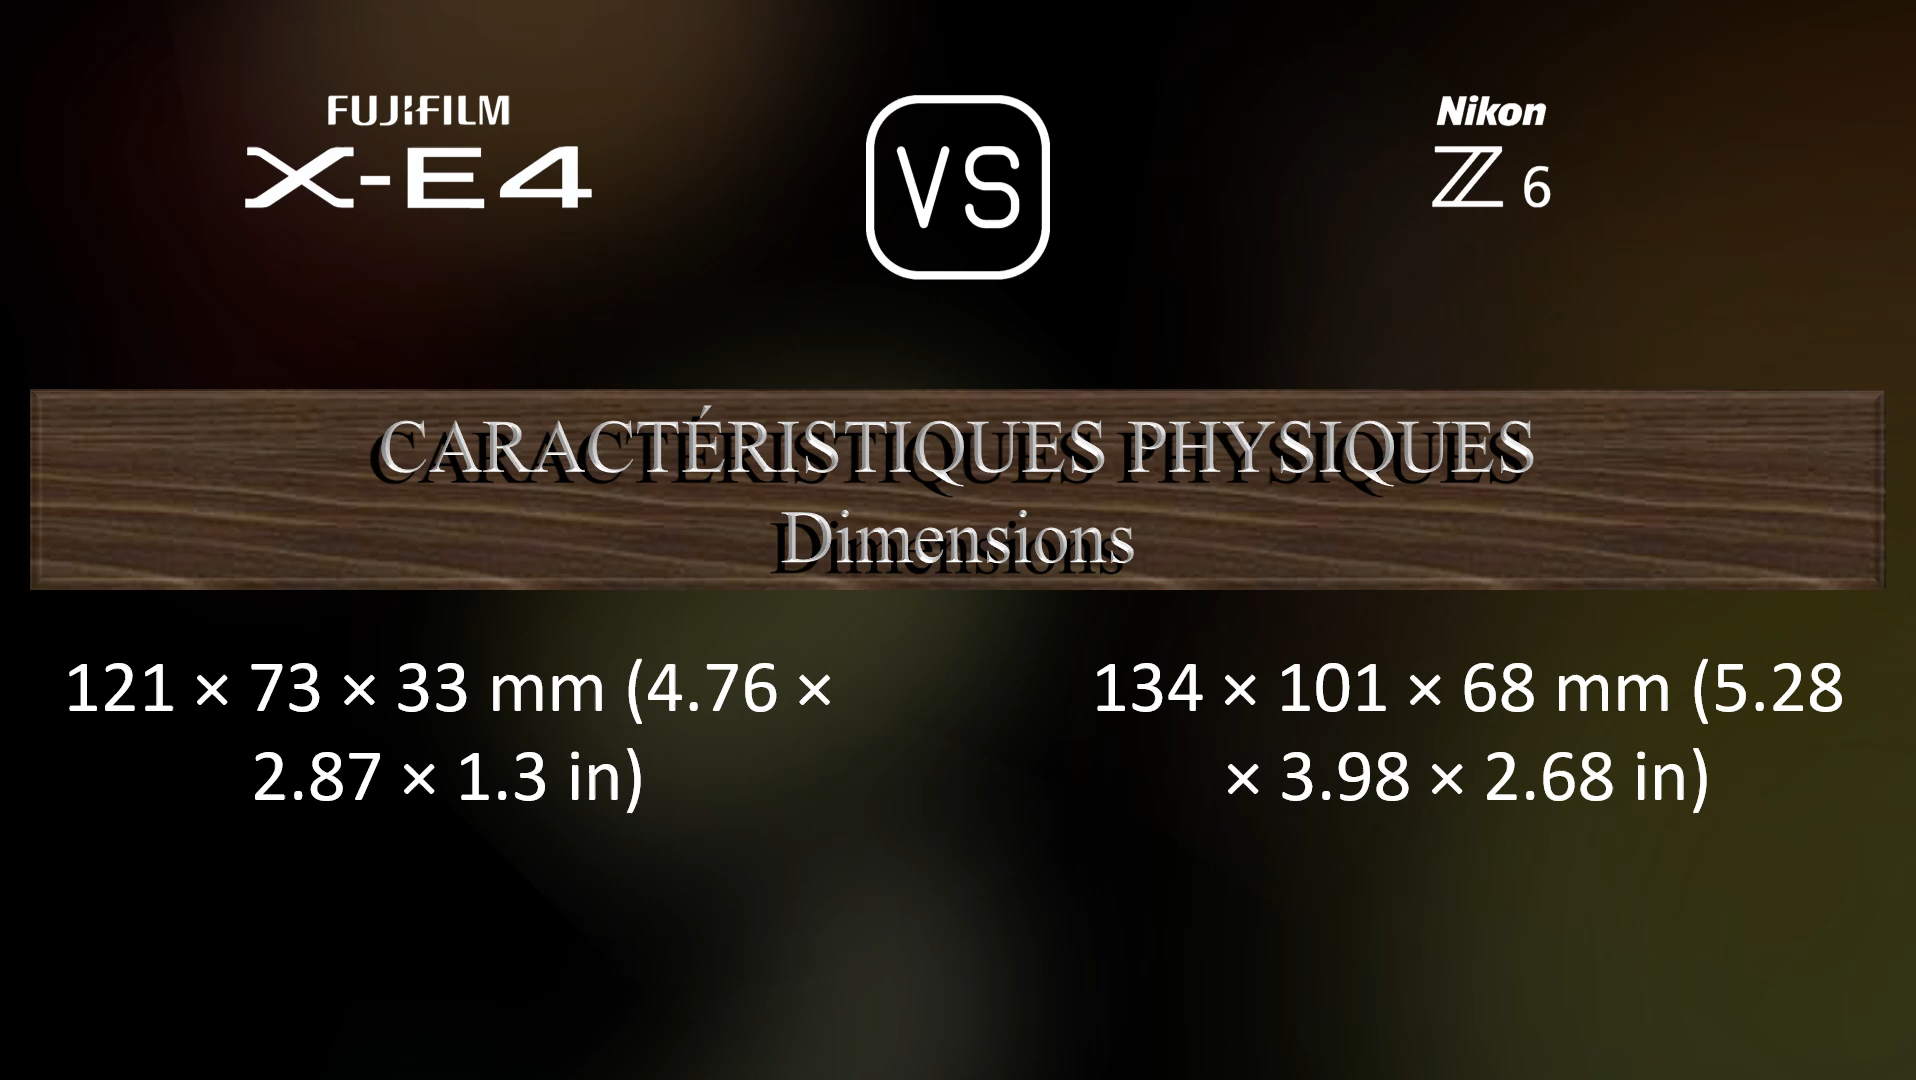 FUJIFILM
X-E4
VS
Nikon
Z 6
CARACTÉRISTIQUES PHYSIQUES
Dimensions
121 × 73 × 33 mm (4.76 ×
2.87 × 1.3 in)
134 × 101 × 68 mm (5.28
× 3.98 × 2.68 in)